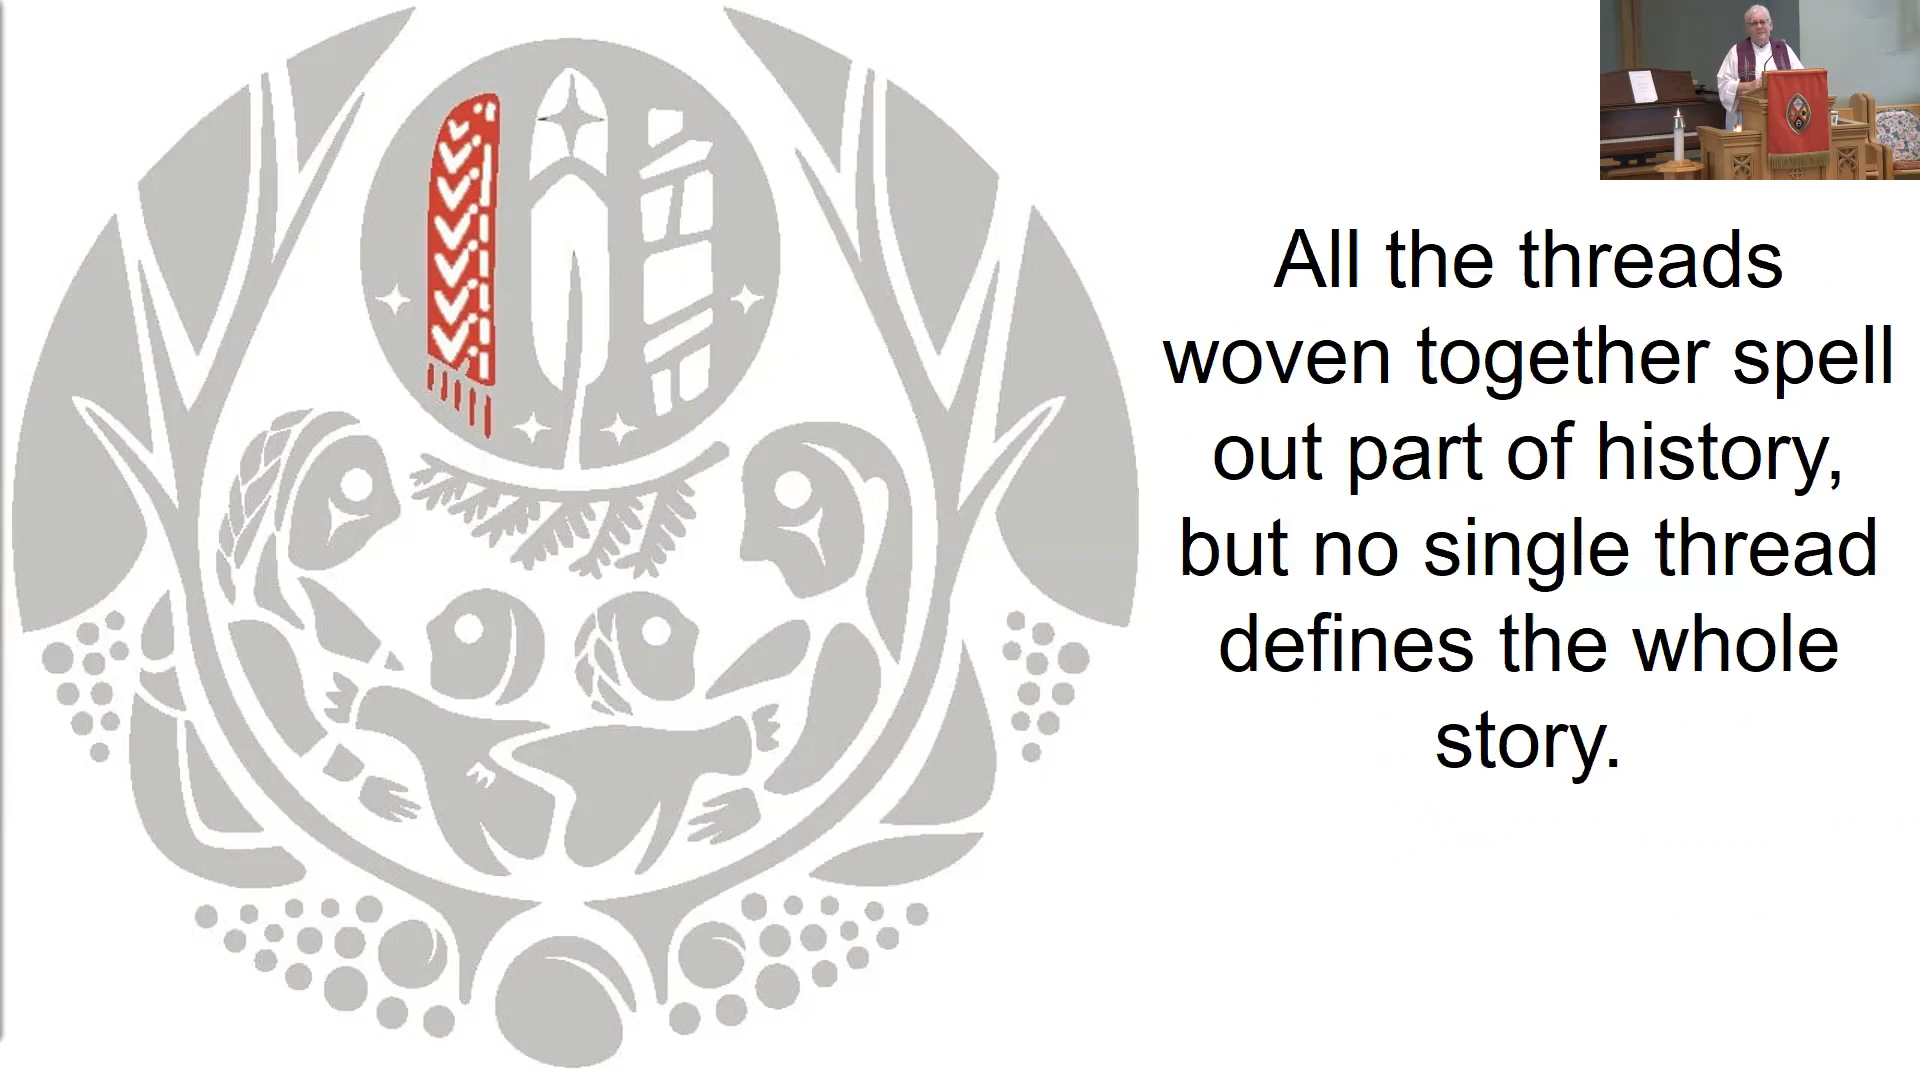 All the threads
woven together spell
out part of history,
but no single thread
defines the whole
story.